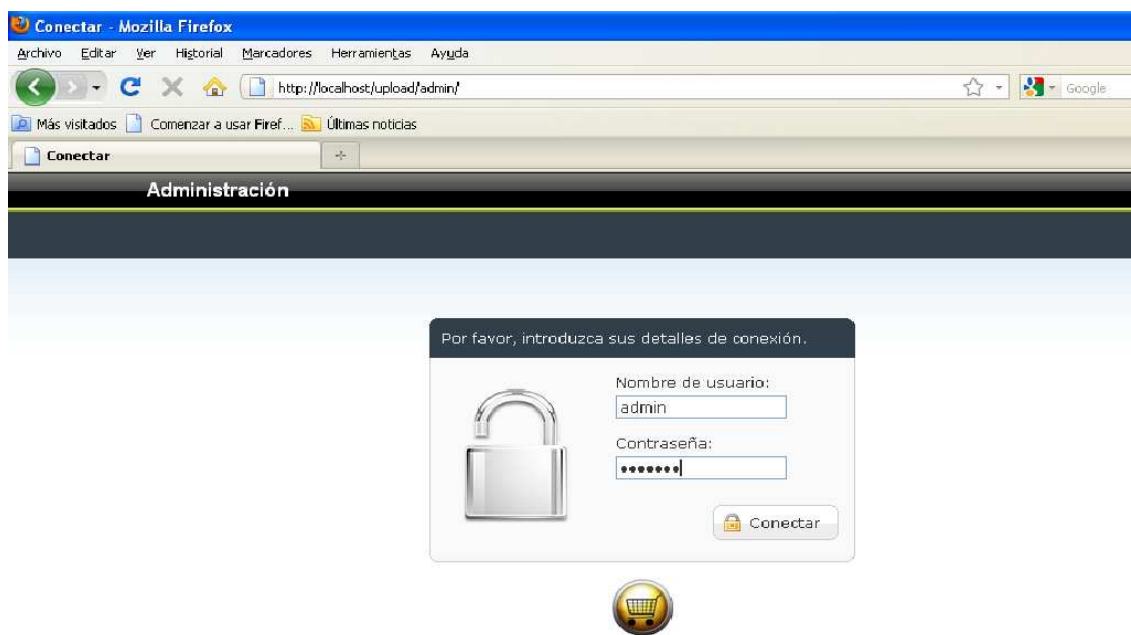 Conectar - Mozilla Firefox
Archivo Editar Ver Historial Marcadores Herramientas Ayuda
http://localhost/upload/admin/ Google
Más visitados Comenzar a usar Firef... Últimas noticias
Conectar
Administración
Por favor, introduzca sus detalles de conexión.
Nombre de usuario:
admin
Contraseña:
•••••••
Conectar